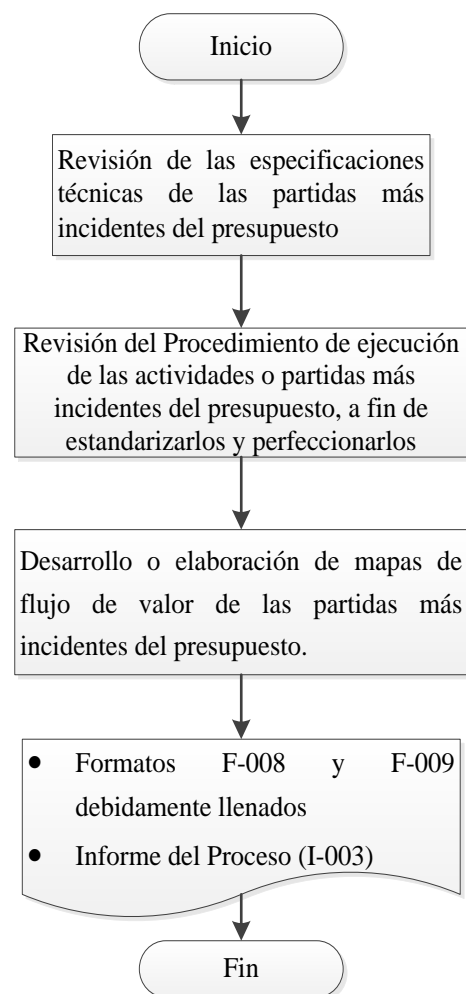 Inicio
Revisión de las especificaciones
técnicas de las partidas más
incidentes del presupuesto
Revisión del Procedimiento de ejecución
de las actividades o partidas más
incidentes del presupuesto, a fin de
estandarizarlos y perfeccionarlos
Desarrollo o elaboración de mapas de
flujo de valor de las partidas más
incidentes del presupuesto.
• Formatos F-008 y F-009
debidamente llenados
• Informe del Proceso (I-003)
Fin